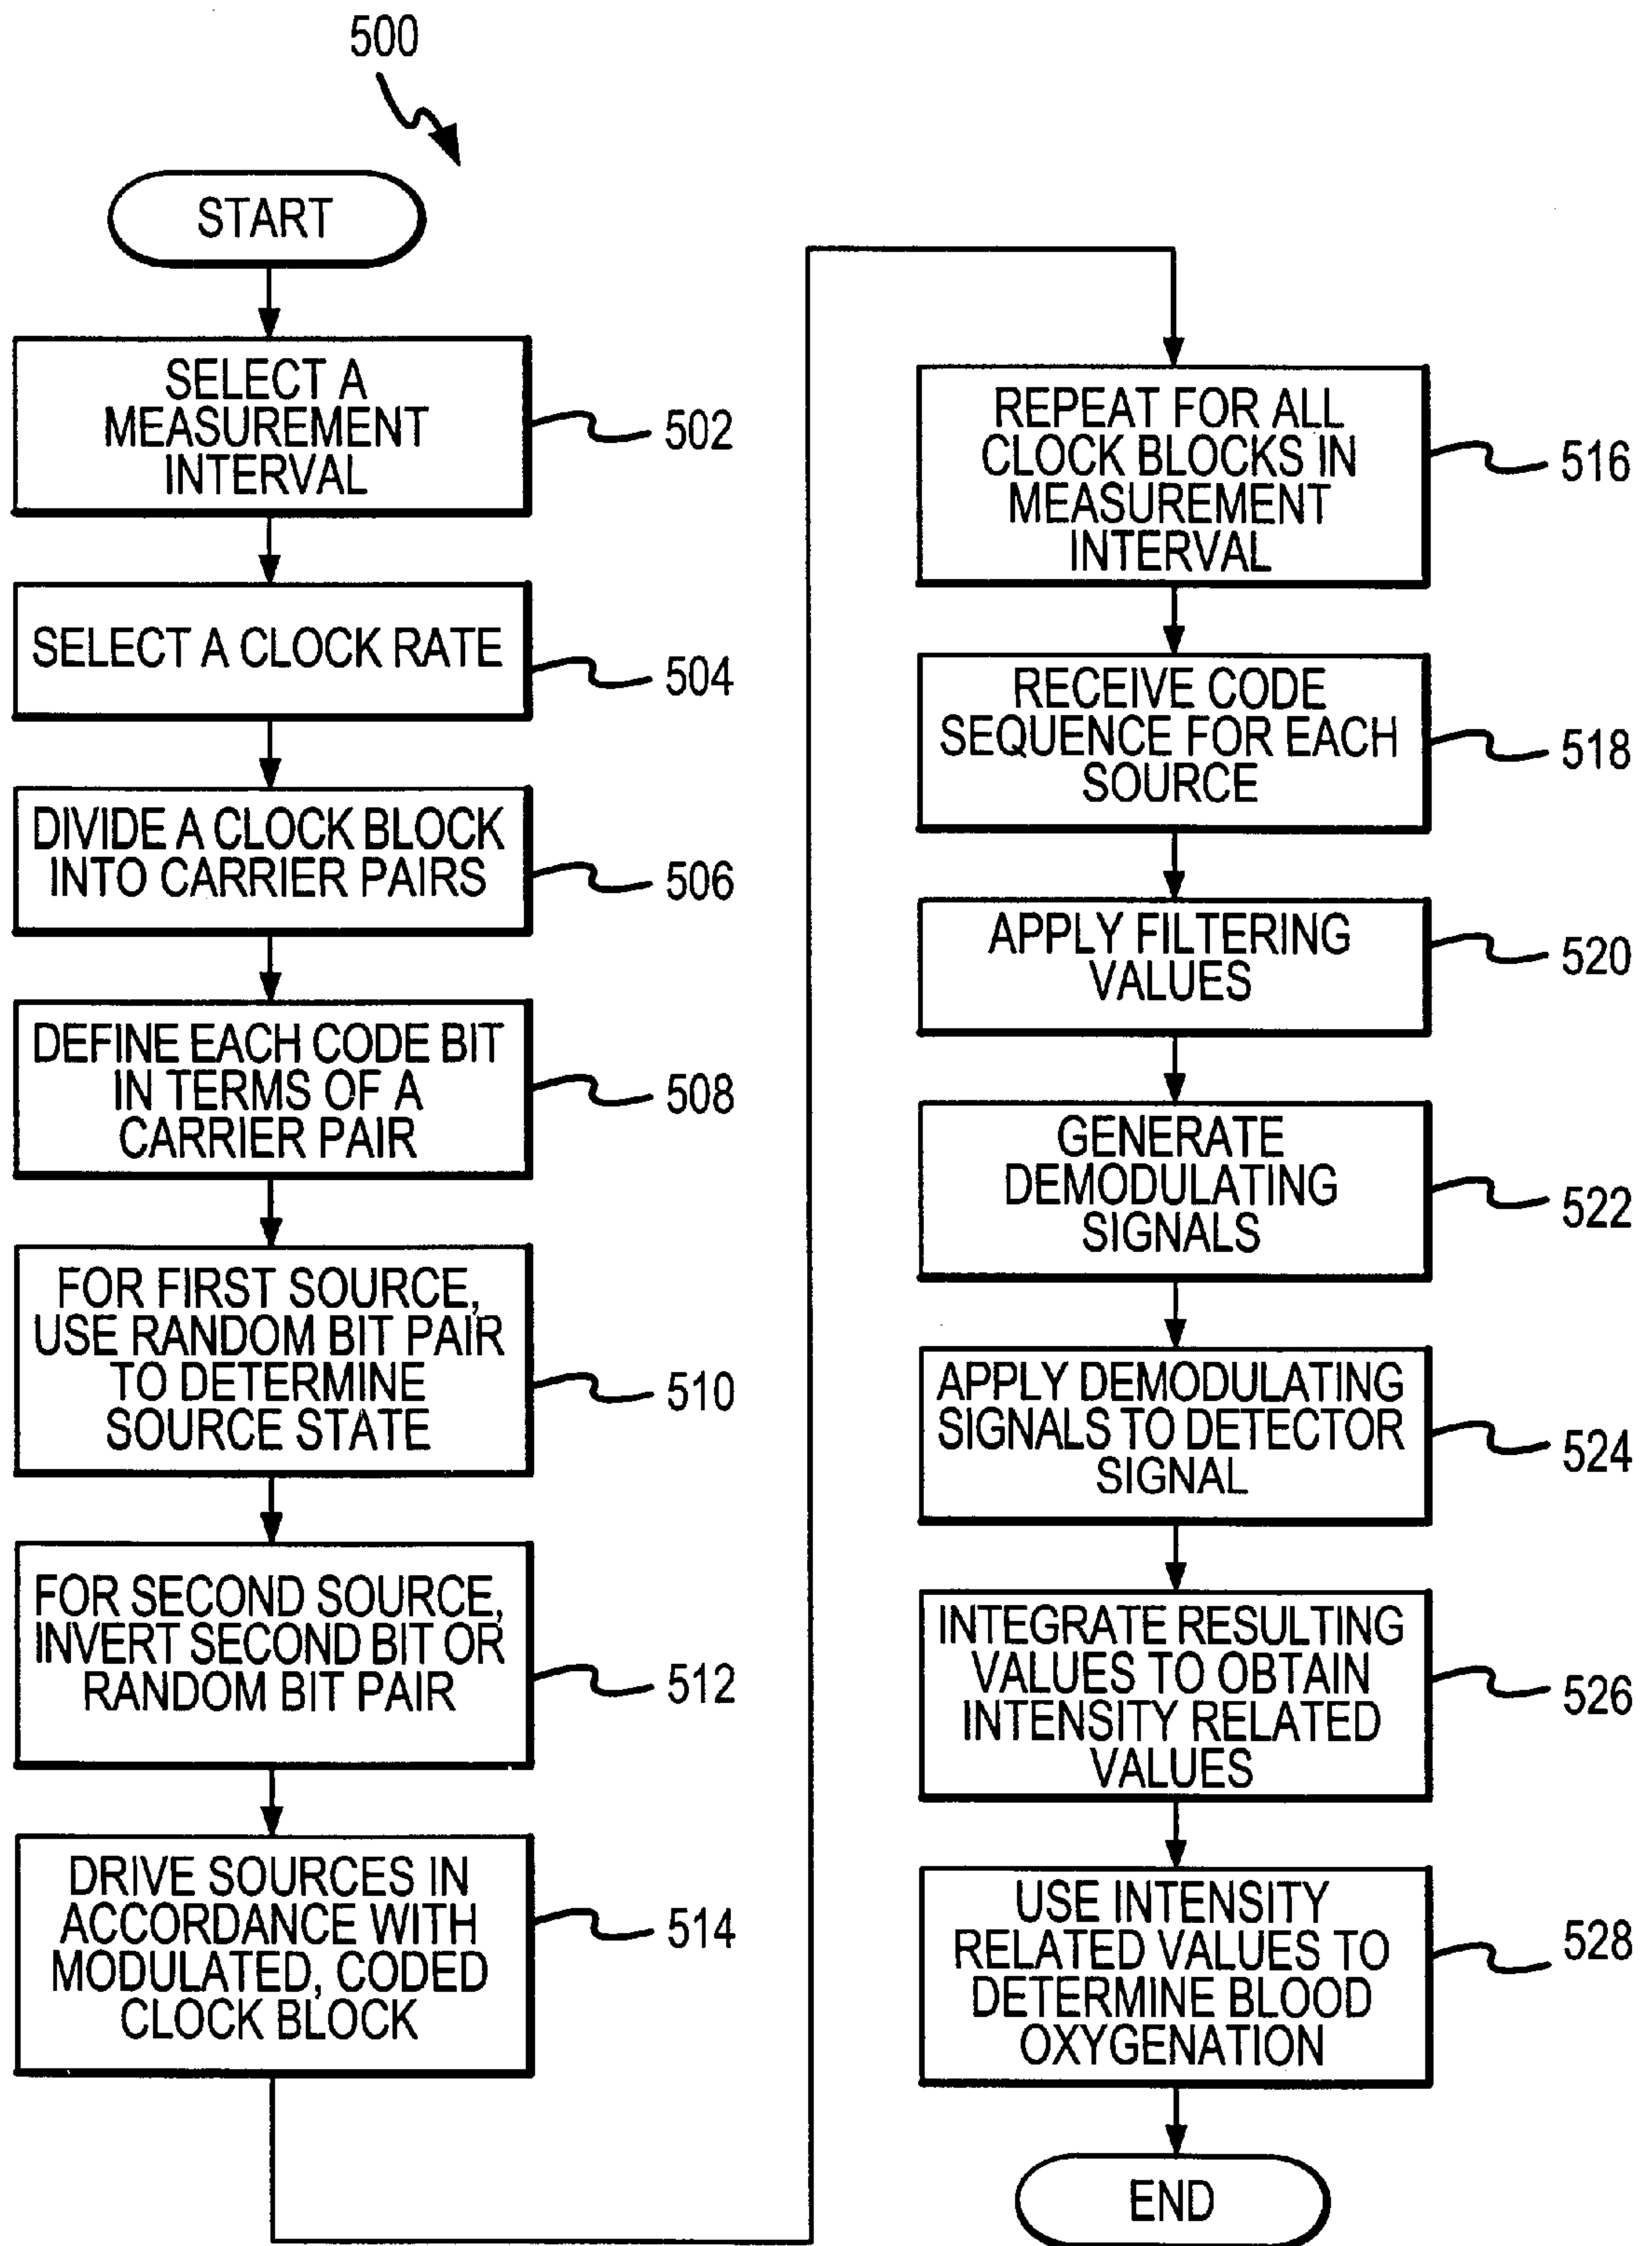 500
START
SELECT A
MEASUREMENT
INTERVAL
502
SELECT A CLOCK RATE
504
DIVIDE A CLOCK BLOCK
INTO CARRIER PAIRS
506
DEFINE EACH CODE BIT
IN TERMS OF A
CARRIER PAIR
508
FOR FIRST SOURCE,
USE RANDOM BIT PAIR
TO DETERMINE
SOURCE STATE
510
FOR SECOND SOURCE,
INVERT SECOND BIT OR
RANDOM BIT PAIR
512
DRIVE SOURCES IN
ACCORDANCE WITH
MODULATED, CODED
CLOCK BLOCK
514
REPEAT FOR ALL
CLOCK BLOCKS IN
MEASUREMENT
INTERVAL
516
RECEIVE CODE
SEQUENCE FOR EACH
SOURCE
518
APPLY FILTERING
VALUES
520
GENERATE
DEMODULATING
SIGNALS
522
APPLY DEMODULATING
SIGNALS TO DETECTOR
SIGNAL
524
INTEGRATE RESULTING
VALUES TO OBTAIN
INTENSITY RELATED
VALUES
526
USE INTENSITY
RELATED VALUES TO
DETERMINE BLOOD
OXYGENATION
528
END